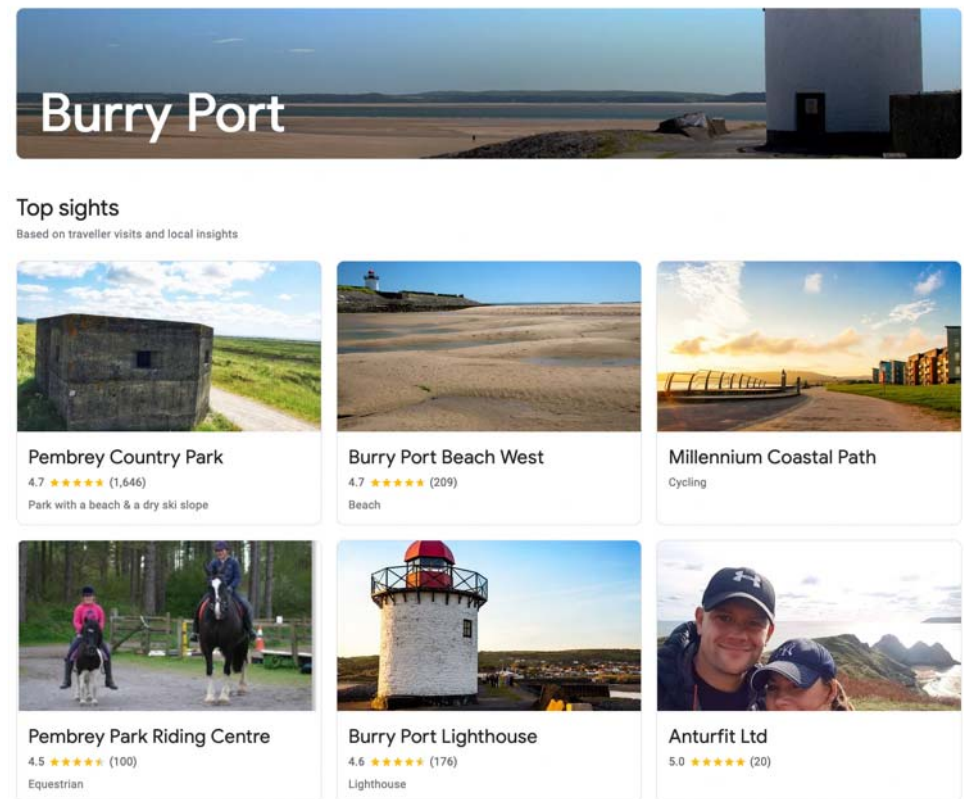 Burry Port
Top sights
Based on traveller visits and local insights
Pembrey Country Park
4.7 ★★★★★ (1,646)
Park with a beach & a dry ski slope
Burry Port Beach West
4.7 ★★★★★ (209)
Beach
Millennium Coastal Path
Cycling
Pembrey Park Riding Centre
4.5 ★★★★★ (100)
Equestrian
Burry Port Lighthouse
4.6 ★★★★★ (176)
Lighthouse
Anturfit Ltd
5.0 ★★★★★ (20)